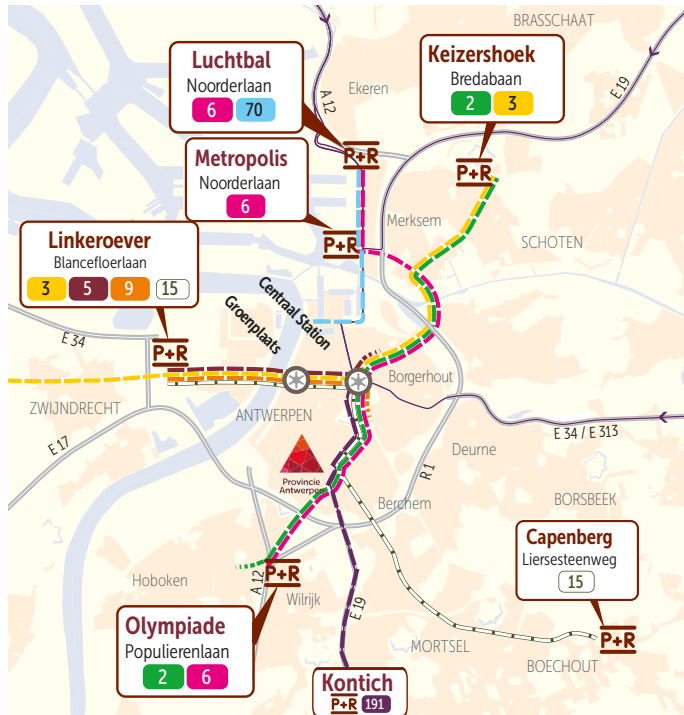 BRASSCHAAT
Luchtbal
Noorderlaan
6 70
Keizershoek
Bredabaan
2 3
Ekeren
A 12
E 19
P+R
P+R
Metropolis
Noorderlaan
6
Merksem
P+R
SCHOTEN
Linkeroever
Blancefloerlaan
3 5 9 15
Centraal Station
Groenplaats
E 34
P+R
Borgerhout
ZWIJNDRECHT
ANTWERPEN
E 34 / E 313
E 17
Deurne
R 1
Provincie
Antwerpen
Berchem
BORSBEEK
Capenberg
Liersesteenweg
15
Hoboken
A 12
P+R
Wilrijk
E 19
P+R
MORTSEL
BOECHOUT
Olympiade
Populierenlaan
2 6
Kontich
P+R 191